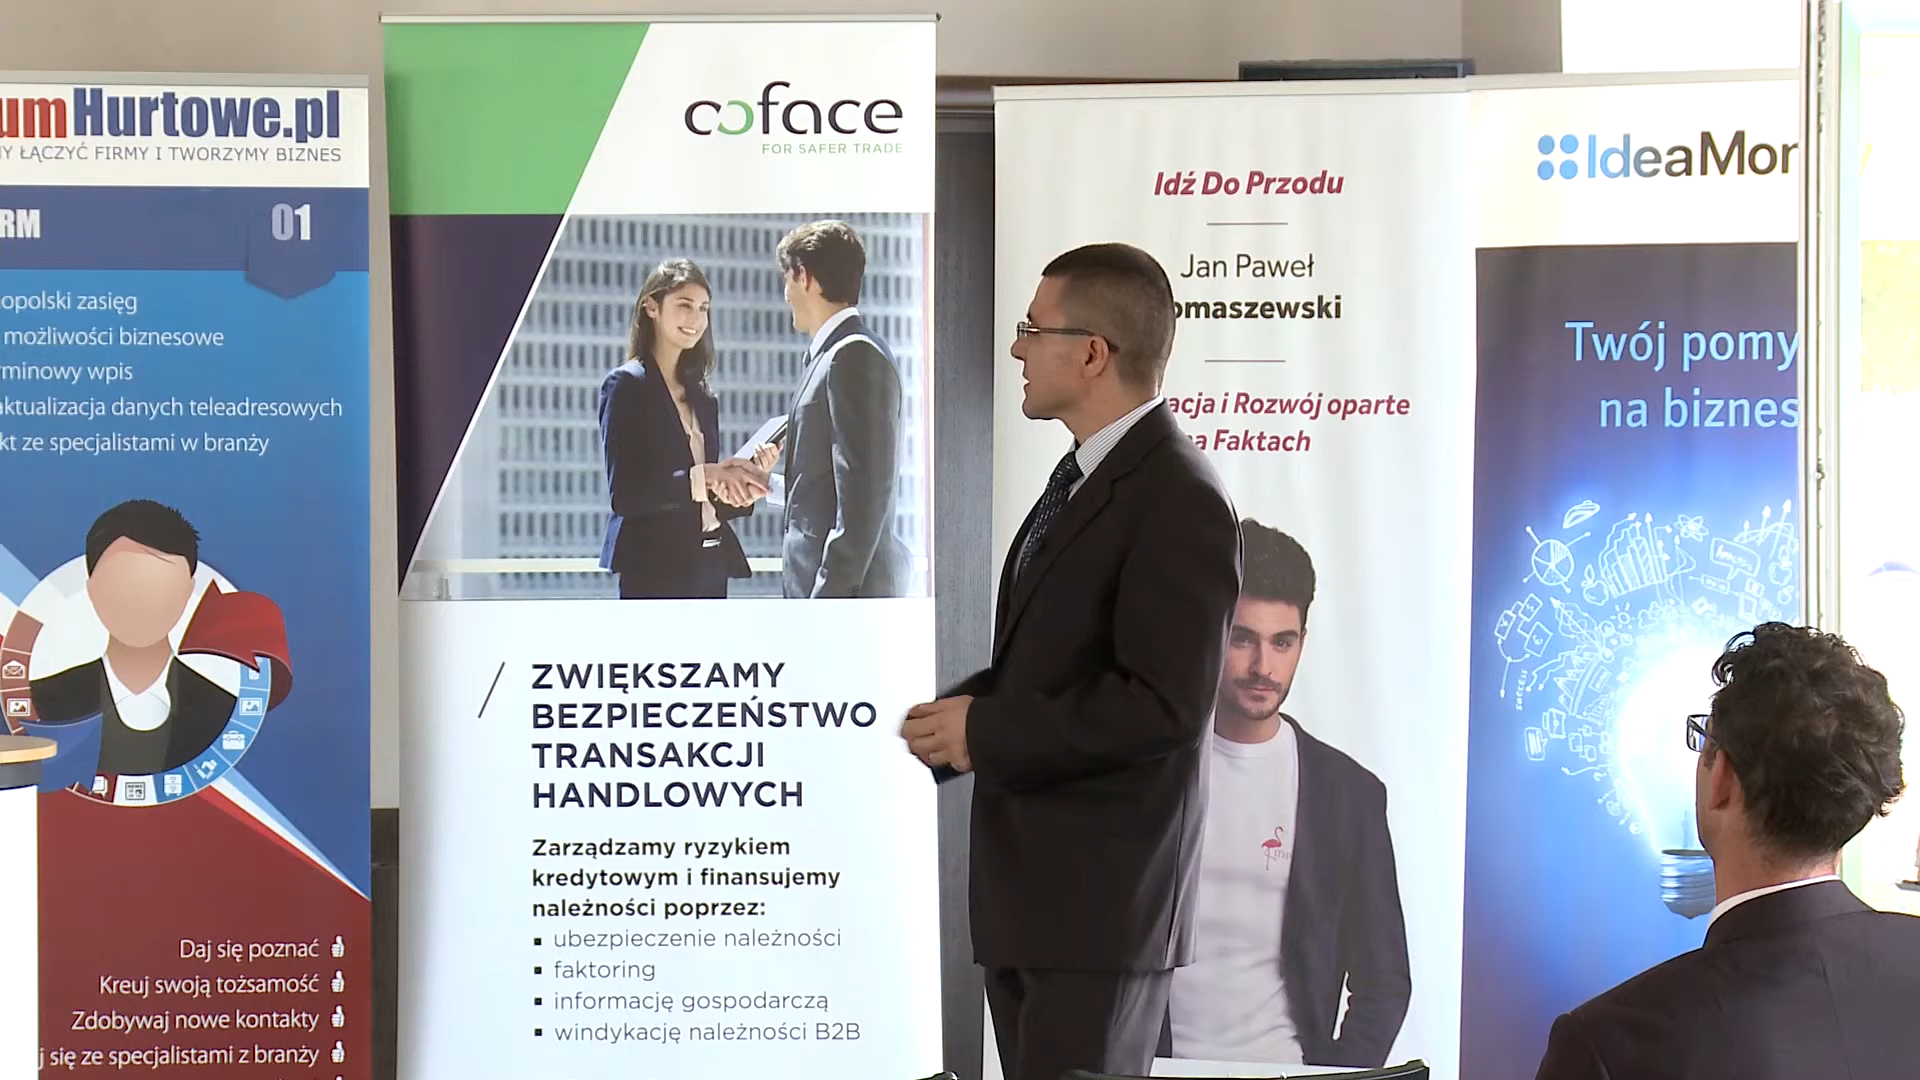 umHurtowe.pl
ŁĄCZYĆ FIRMY I TWORZYMY BIZNES
RM
01
opolski zasięg
możliwości biznesowe
rminowy wpis
aktualizacja danych teleadresowych
kt ze specjalistami w branży
Daj się poznać
Kreuj swoją tożsamość
Zdobywaj nowe kontakty
j się ze specjalistami z branży
coface
FOR SAFER TRADE
ZWIĘKSZAMY
BEZPIECZEŃSTWO
TRANSAKCJI
HANDLOWYCH
Zarządzamy ryzykiem
kredytowym i finansujemy
należności poprzez:
ubezpieczenie należności
faktoring
informację gospodarczą
windykację należności B2B
Idź Do Przodu
Jan Paweł
omaszewski
acja i Rozwój oparte
na Faktach
IdeaMon
Twój pomy
na biznes